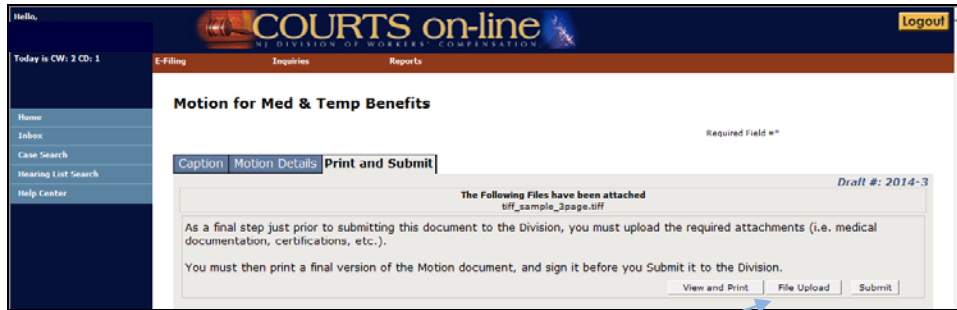 Hello,
COURTS on-line
NJ DIVISION OF WORKERS' COMPENSATION
Logout
Today is CW: 2 CD: 1
E-Filing Inquiries Reports
Home
Inbox
Case Search
Hearing List Search
Help Center
Motion for Med & Temp Benefits
Required Field =*
Caption Motion Details Print and Submit
Draft #: 2014-3
The Following Files have been attached
tiff_sample_3page.tiff
As a final step just prior to submitting this document to the Division, you must upload the required attachments (i.e. medical
documentation, certifications, etc.).
You must then print a final version of the Motion document, and sign it before you Submit it to the Division.
View and Print File Upload Submit